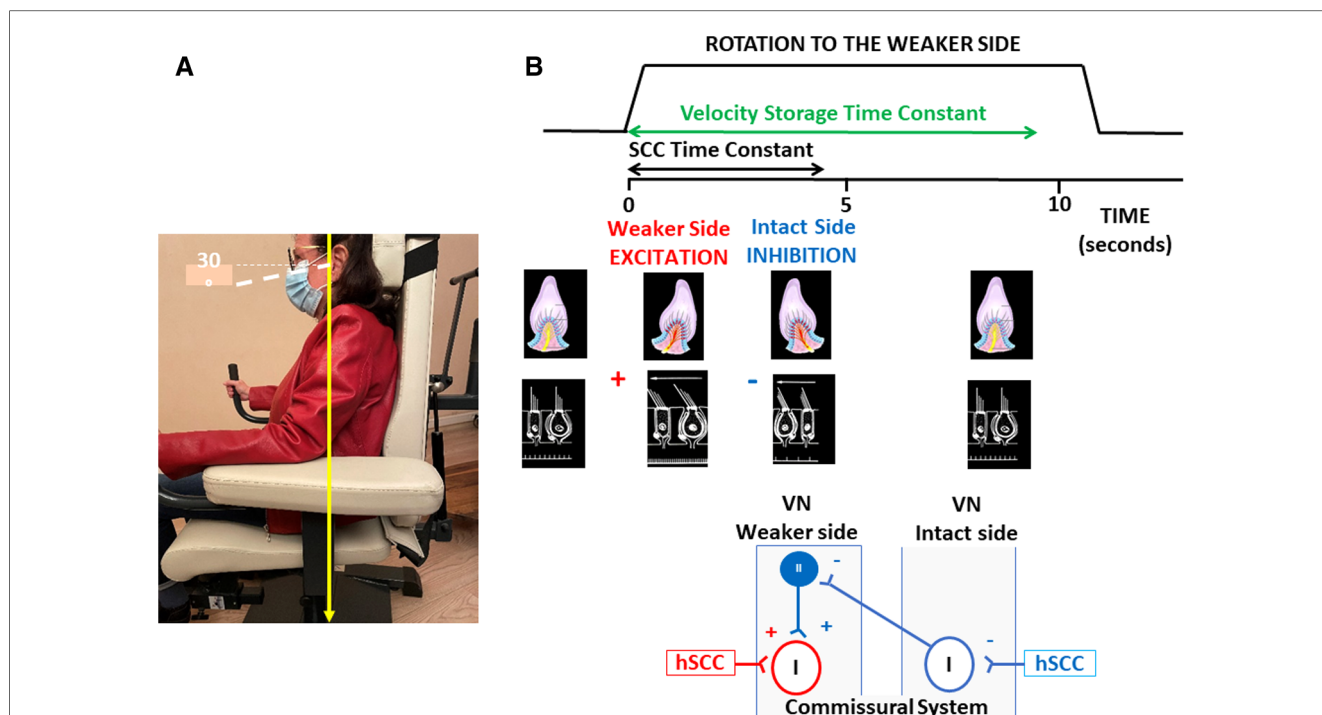 A
B
ROTATION TO THE WEAKER SIDE
Velocity Storage Time Constant
SCC Time Constant
0
5
10
TIME
(seconds)
Weaker Side
EXCITATION
Intact Side
INHIBITION
30
°
+
-
VN
Weaker side
VN
Intact side
II
-
+
+
-
hSCC
I
I
hSCC
Commissural System